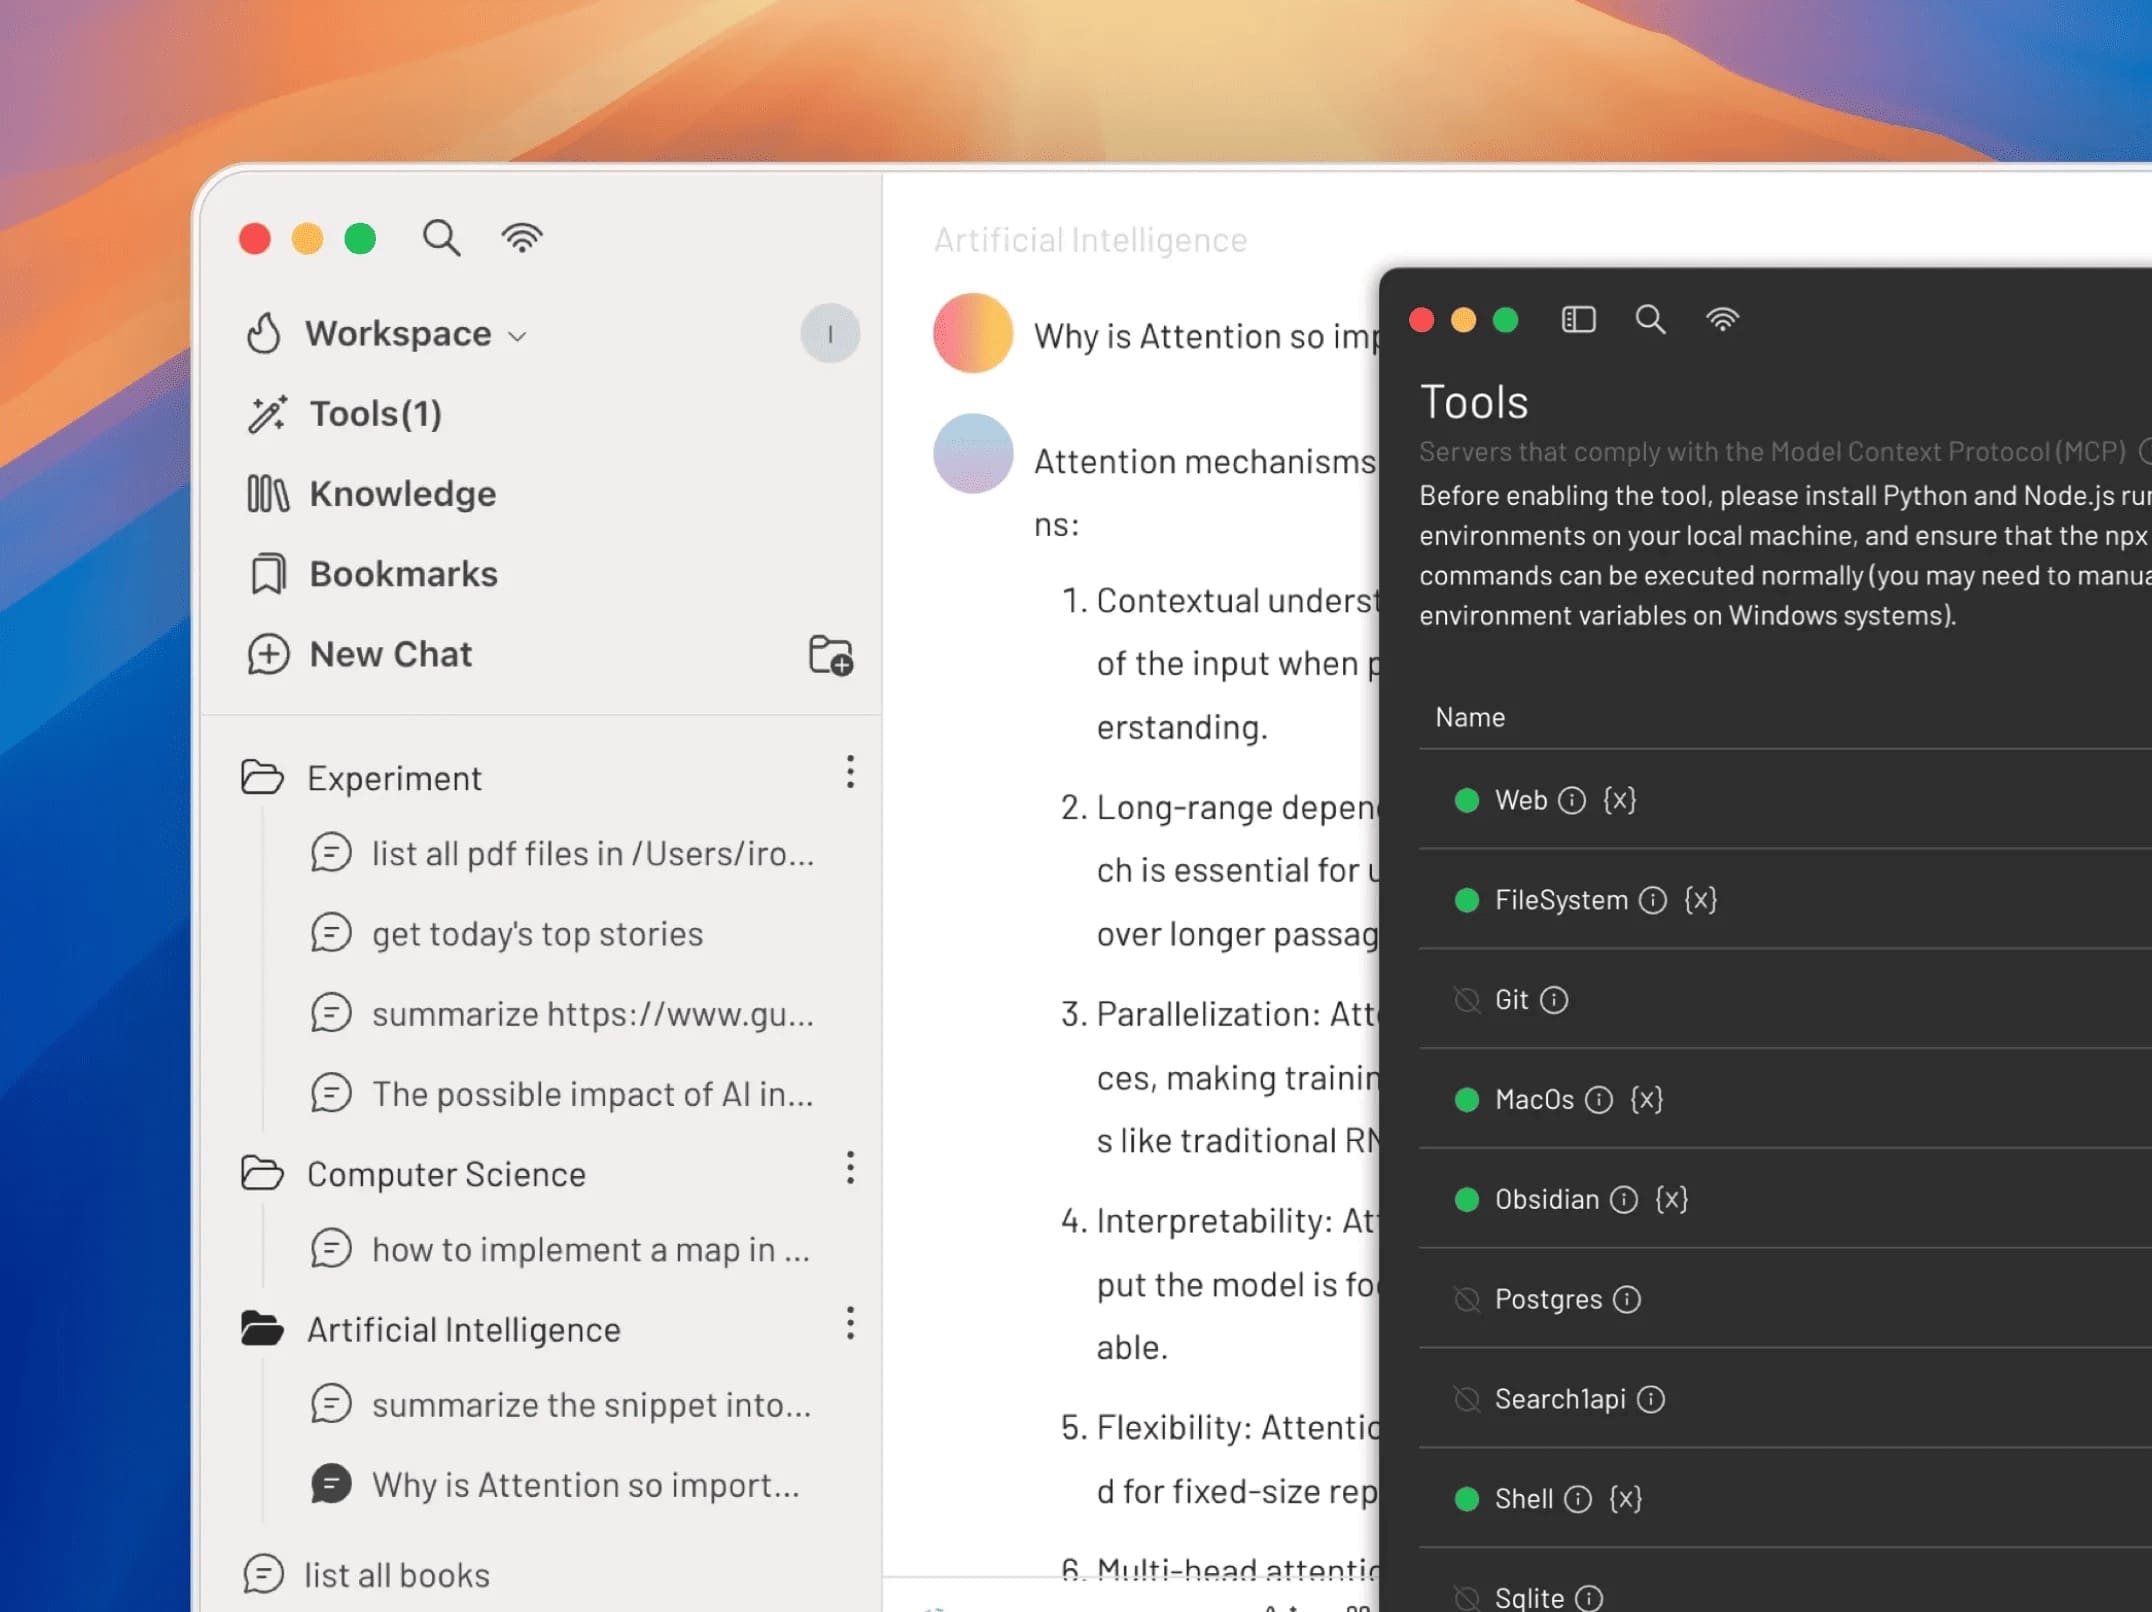 Workspace
Tools(1)
Knowledge
Bookmarks
New Chat
Experiment
list all pdf files in /Users/iro...
get today's top stories
summarize https://www.gu...
The possible impact of AI in...
Computer Science
how to implement a map in ...
Artificial Intelligence
summarize the snippet into...
Why is Attention so import...
list all books
Artificial Intelligence
Why is Attention so imp
Attention mechanisms
ns:
1. Contextual underst
of the input when p
erstanding.
2. Long-range depen
ch is essential for u
over longer passag
3. Parallelization: Att
ces, making trainin
s like traditional RN
4. Interpretability: At
put the model is fo
able.
5. Flexibility: Attentio
d for fixed-size rep
6. Multi-head attentio
Tools
Servers that comply with the Model Context Protocol (MCP)
Before enabling the tool, please install Python and Node.js ru
environments on your local machine, and ensure that the npx
commands can be executed normally (you may need to manua
environment variables on Windows systems).
Name
Web {x}
FileSystem {x}
Git
MacOs {x}
Obsidian {x}
Postgres
Search1api
Shell {x}
Sqlite